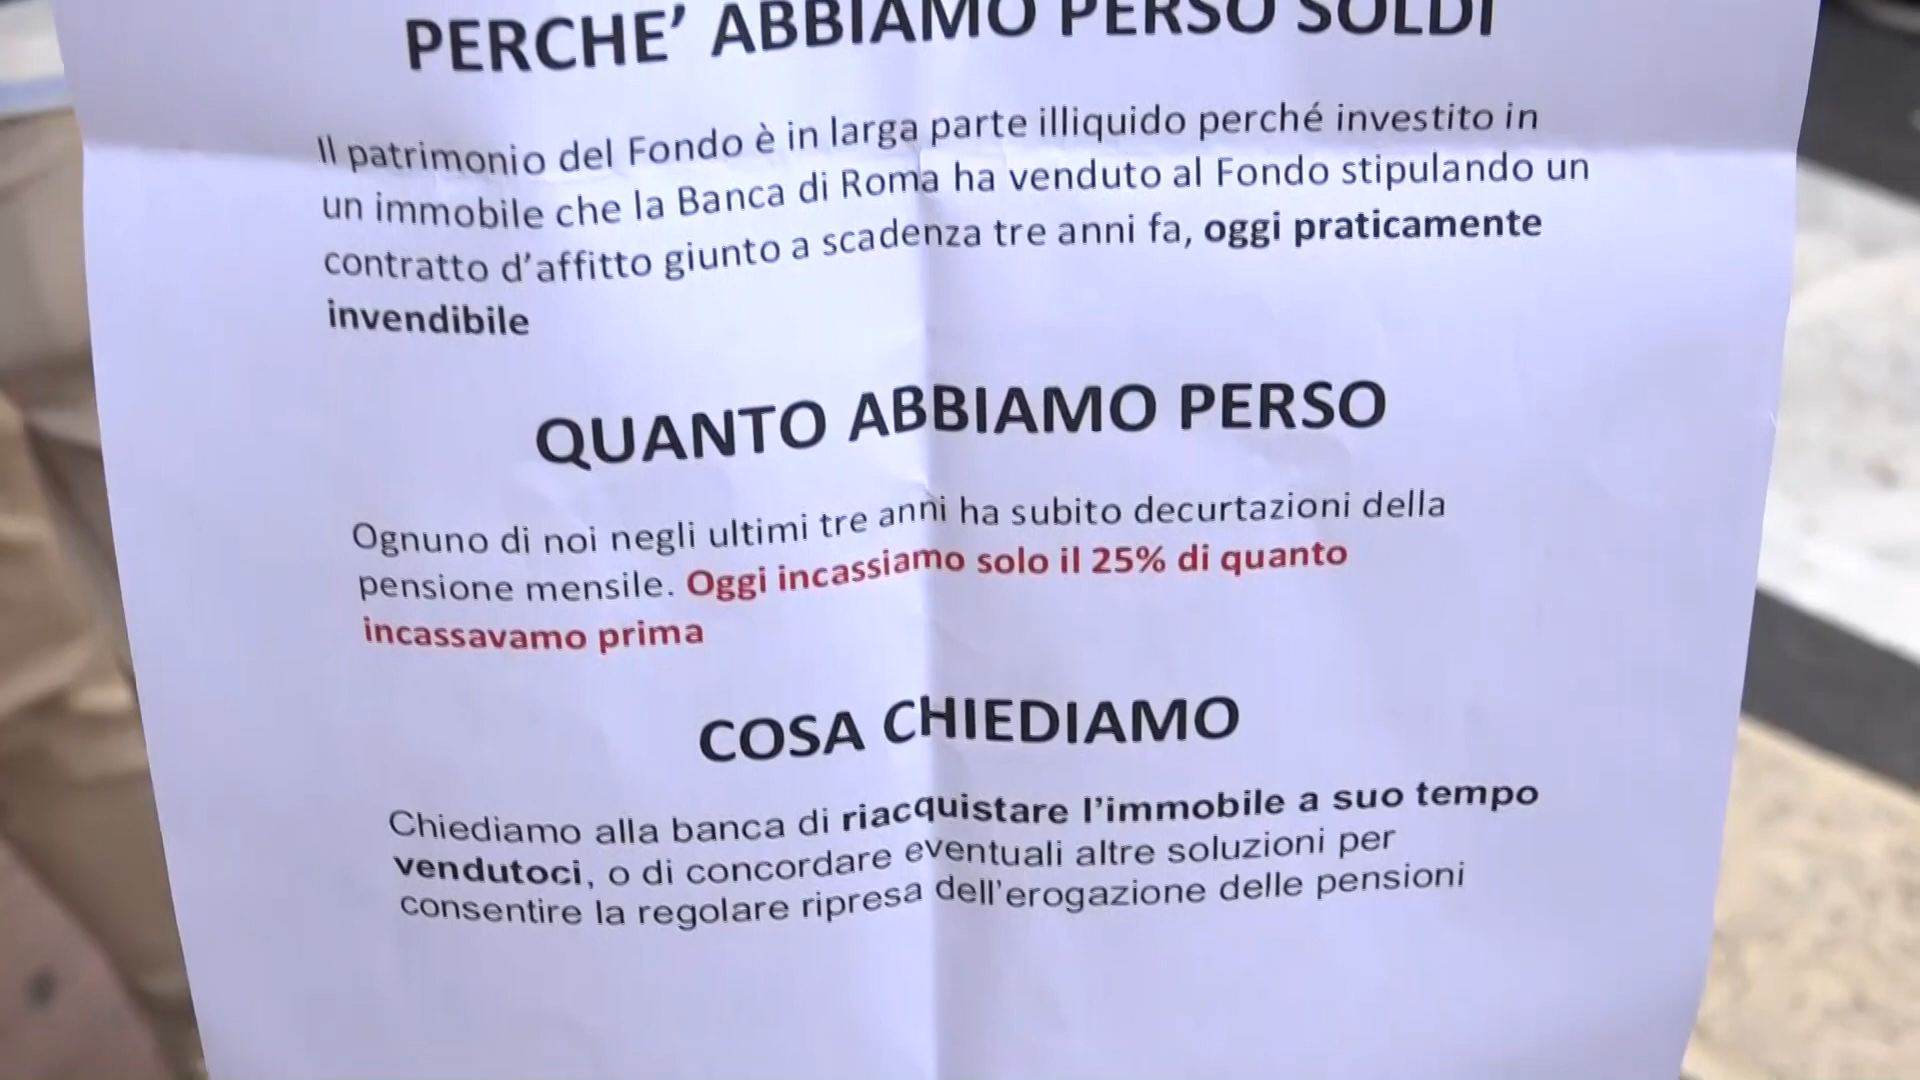 PERCHE’ ABBIAMO PERSO SOLDI
Il patrimonio del Fondo è in larga parte illiquido perché investito in
un immobile che la Banca di Roma ha venduto al Fondo stipulando un
contratto d’affitto giunto a scadenza tre anni fa, oggi praticamente
invendibile
QUANTO ABBIAMO PERSO
Ognuno di noi negli ultimi tre anni ha subito decurtazioni della
pensione mensile. Oggi incassiamo solo il 25% di quanto
incassavamo prima
COSA CHIEDIAMO
Chiediamo alla banca di riacquistare l’immobile a suo tempo
vendutoci, o di concordare eventuali altre soluzioni per
consentire la regolare ripresa dell’erogazione delle pensioni